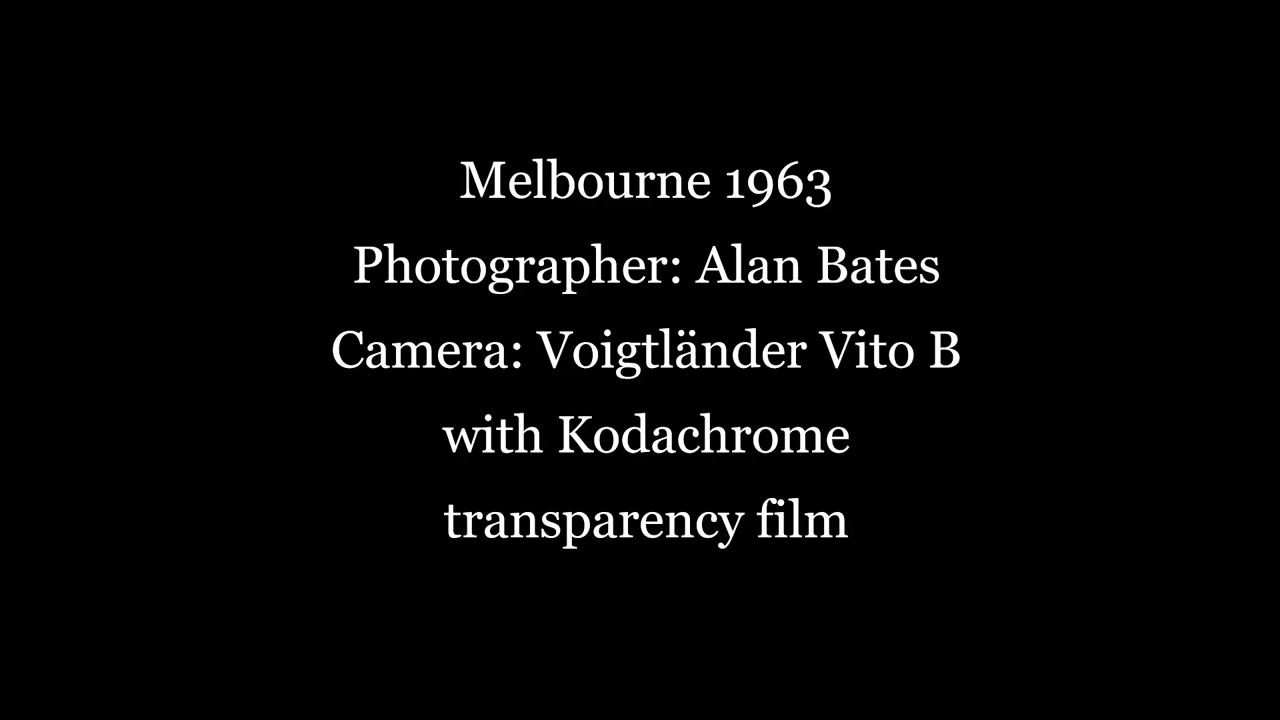 Melbourne 1963
Photographer: Alan Bates
Camera: Voigtländer Vito B
with Kodachrome
transparency film